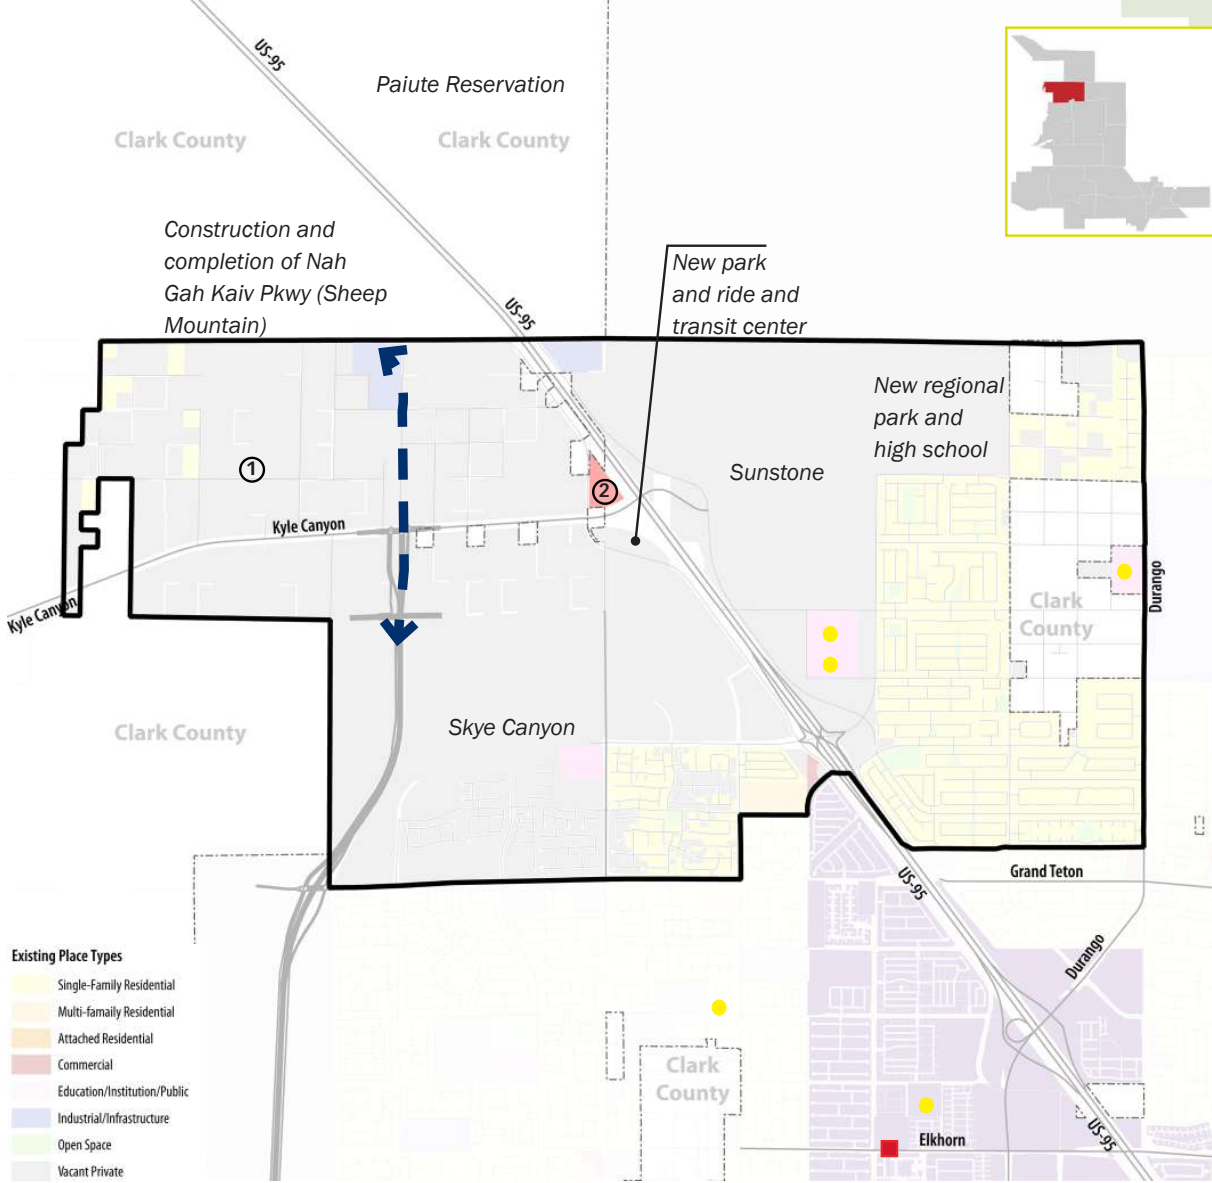 US-95
Paiute Reservation
Clark County
Clark County
Construction and
completion of Nah
Gah Kaiv Pkwy (Sheep
Mountain)
US-95
New park
and ride and
transit center
New regional
park and
high school
Sunstone
1
2
Kyle Canyon
Kyle Canyon
Durango
Clark
County
Clark County
Skye Canyon
US-95
Grand Teton
Durango
Existing Place Types
Single-Family Residential
Multi-famaily Residential
Attached Residential
Commercial
Education/Institution/Public
Industrial/Infrastructure
Open Space
Vacant Private
Clark
County
Elkhorn
US-95